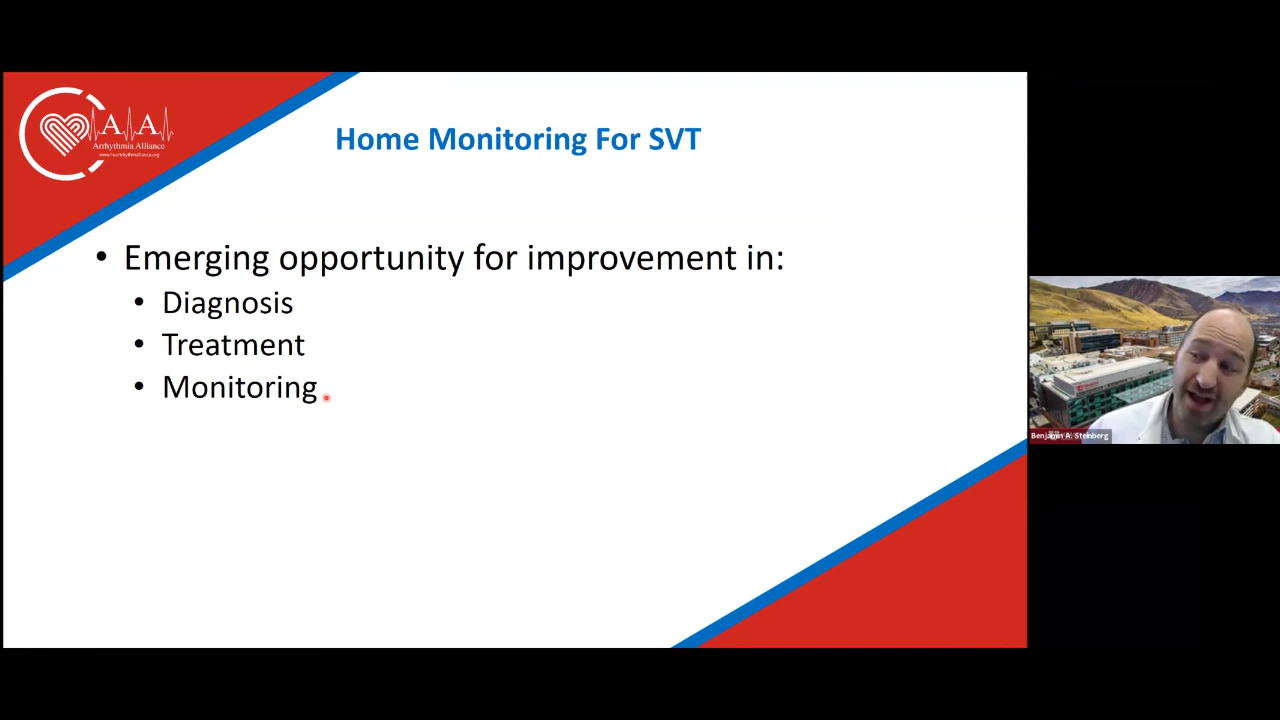 A A
Arrhythmia Alliance
Home Monitoring For SVT
• Emerging opportunity for improvement in:
• Diagnosis
• Treatment
• Monitoring
Benjamin A. Steinberg